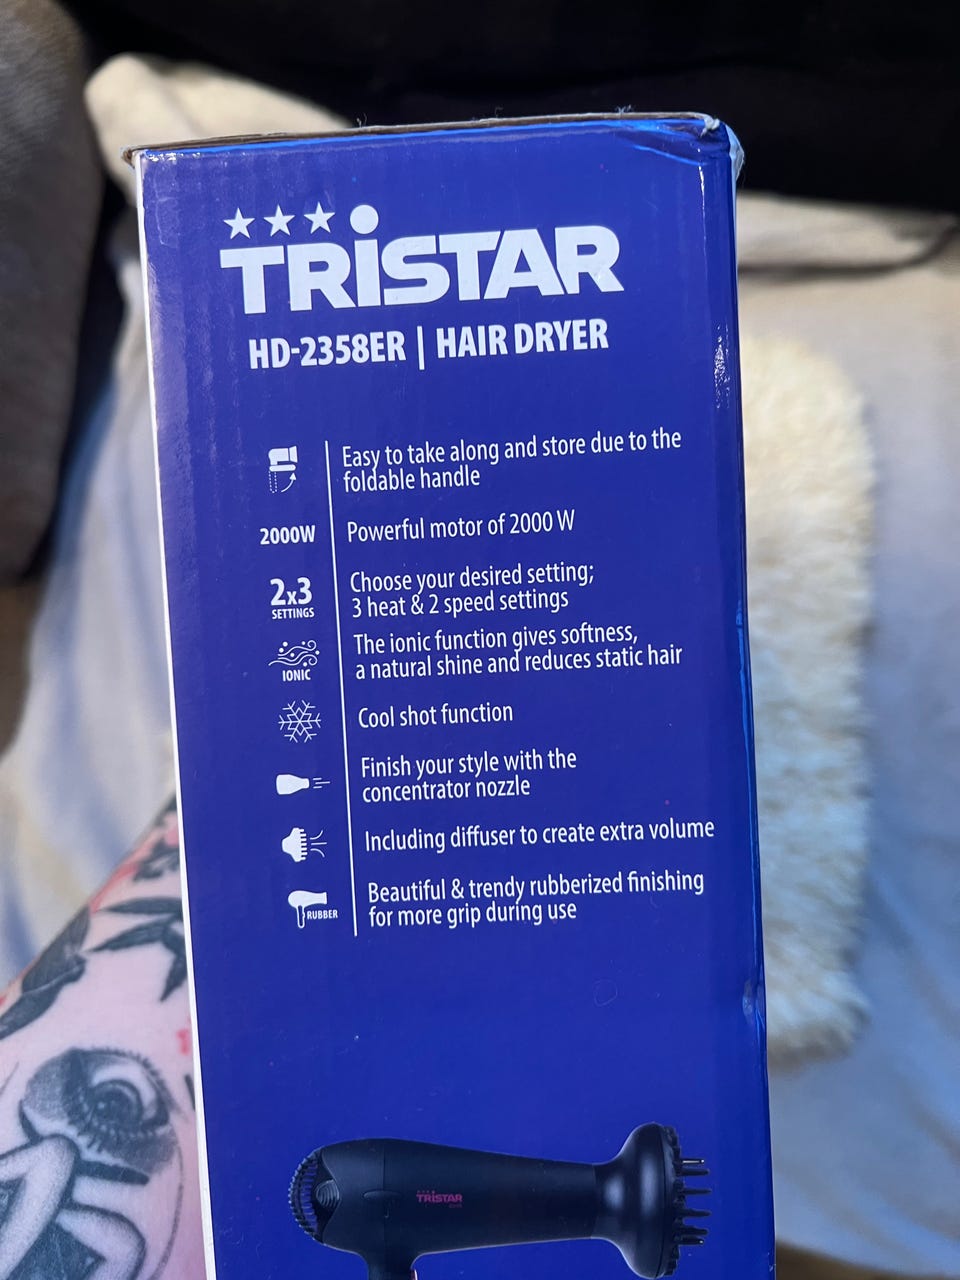 TRISTAR
HD-2358ER | HAIR DRYER
Easy to take along and store due to the
foldable handle
2000W
Powerful motor of 2000 W
2x3
SETTINGS
Choose your desired setting;
3 heat & 2 speed settings
IONIC
The ionic function gives softness,
a natural shine and reduces static hair
Cool shot function
Finish your style with the
concentrator nozzle
Including diffuser to create extra volume
RUBBER
Beautiful & trendy rubberized finishing
for more grip during use
TRISTAR